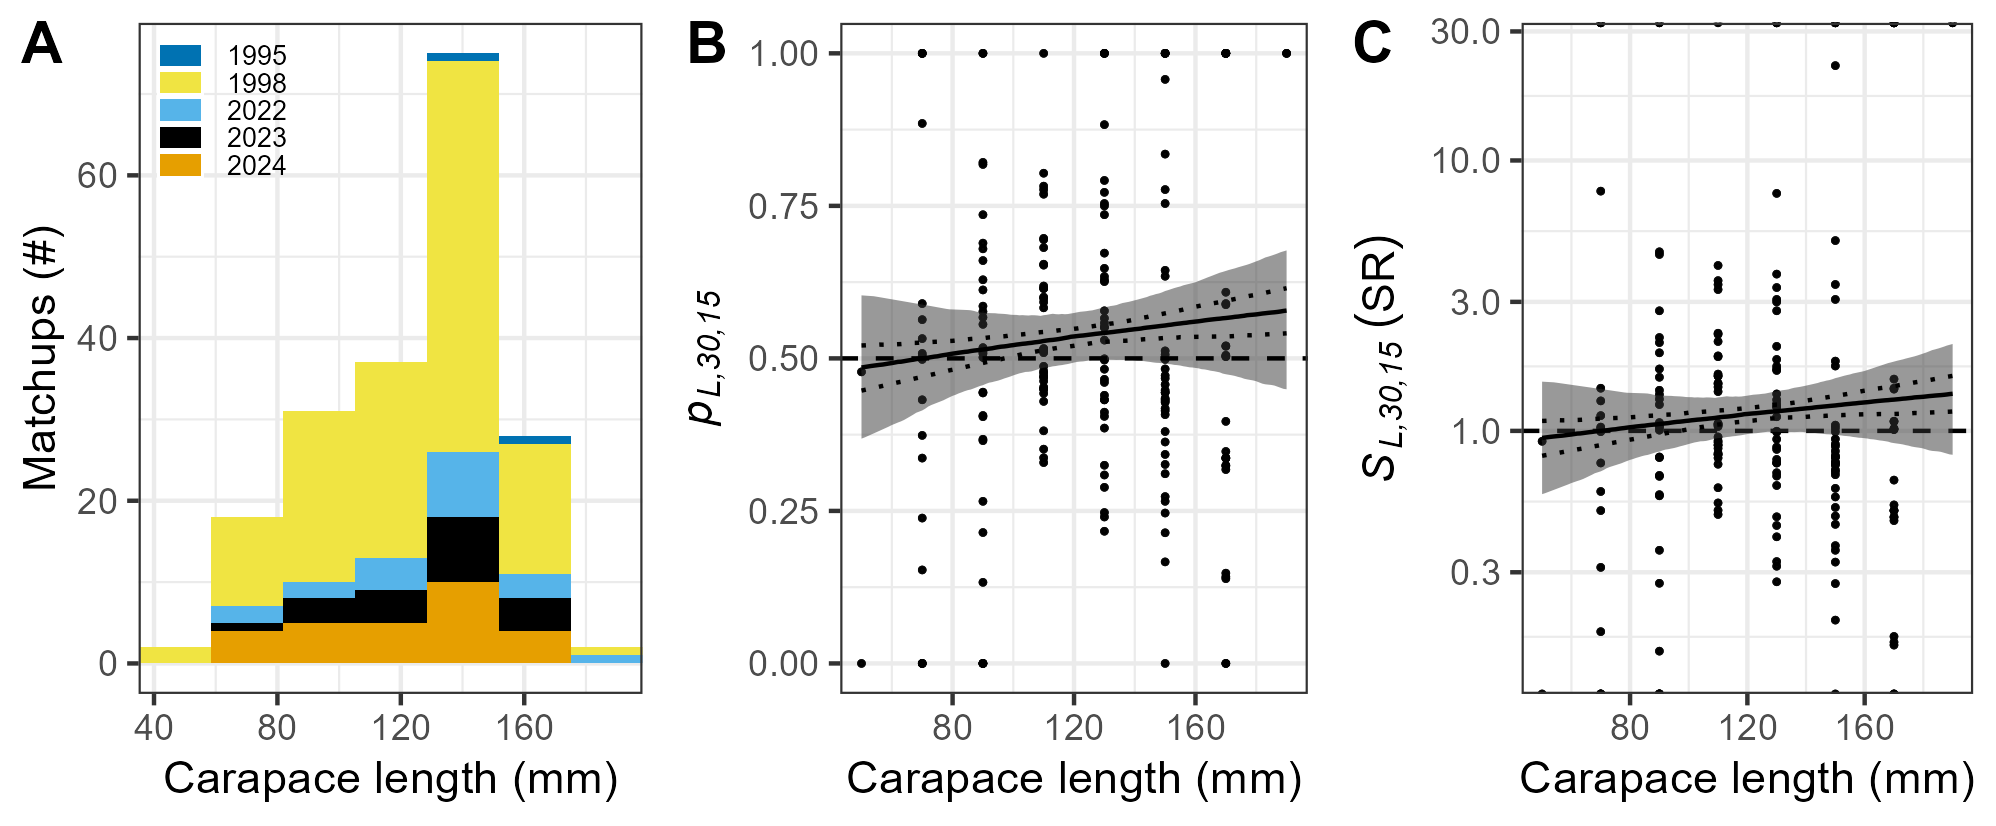 A
1995
1998
2022
2023
2024
Matchups (#)
60
40
20
0
40 80 120 160
Carapace length (mm)
B
pL,30,15
1.00
0.75
0.50
0.25
0.00
80 120 160
Carapace length (mm)
C
SL,30,15 (SR)
30.0
10.0
3.0
1.0
0.3
80 120 160
Carapace length (mm)